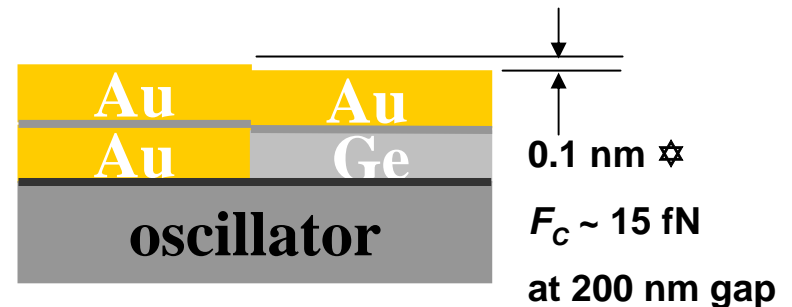 Au Au
Au Ge
oscillator
0.1 nm ✡
F_C ~ 15 fN
at 200 nm gap